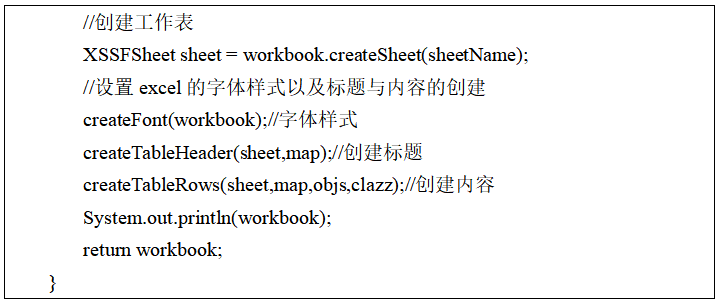 //创建工作表
XSSFSheet sheet = workbook.createSheet(sheetName);
//设置 excel 的字体样式以及标题与内容的创建
createFont(workbook);//字体样式
createTableHeader(sheet,map);//创建标题
createTableRows(sheet,map,objs,clazz);//创建内容
System.out.println(workbook);
return workbook;
}